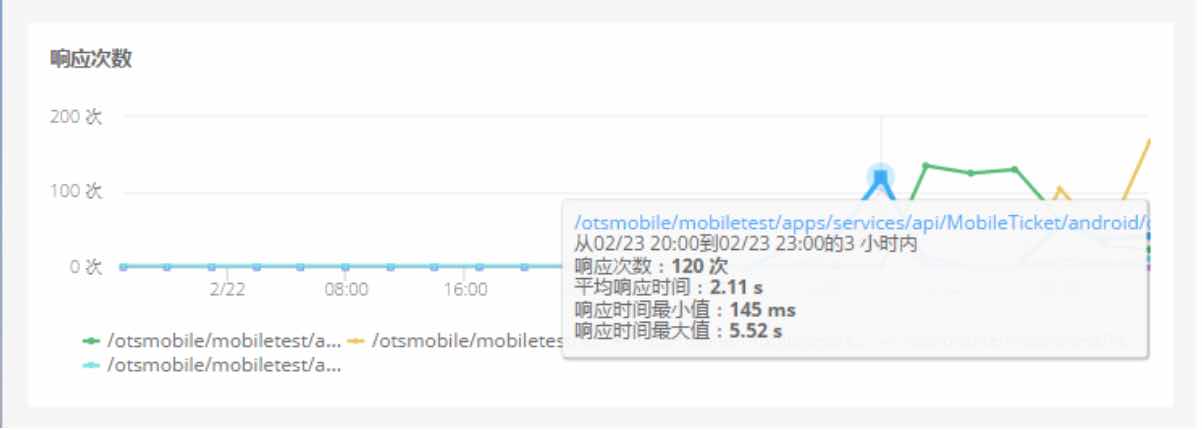 响应次数
200 次
100 次
0 次
2/22
08:00
16:00
/otsmobile/mobiletest/apps/services/api/MobileTicket/android/
从02/23 20:00到02/23 23:00的3 小时内
响应次数：120 次
平均响应时间：2.11 s
响应时间最小值：145 ms
响应时间最大值：5.52 s
/otsmobile/mobiletest/a... /otsmobile/mobiletes
/otsmobile/mobiletest/a...